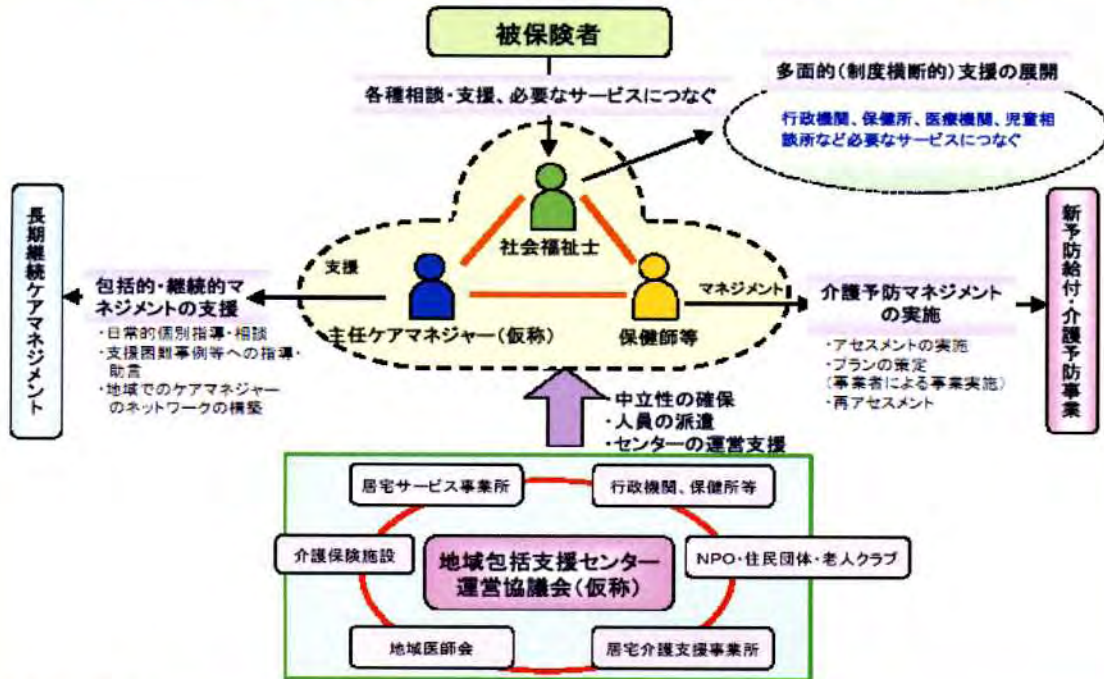 被保険者
多面的(制度横断的)支援の展開
各種相談・支援、必要なサービスにつなぐ
行政機関、保健所、医療機関、児童相
談所など必要なサービスにつなぐ
社会福祉士
長期継続ケアマネジメント
包括的・継続的マ
ネジメントの支援
・日常的個別指導・相談
・支援困難事例等への指導・
助言
・地域でのケアマネジャー
のネットワークの構築
支援
主任ケアマネジャー(仮称)
保健師等
マネジメント
介護予防マネジメント
の実施
・アセスメントの実施
・プランの策定
(事業者による事業実施)
・再アセスメント
新予防給付・介護予防事業
・中立性の確保
・人員の派遣
・センターの運営支援
居宅サービス事業所
行政機関、保健所等
介護保険施設
地域包括支援センター
運営協議会(仮称)
NPO・住民団体・老人クラブ
地域医師会
居宅介護支援事業所